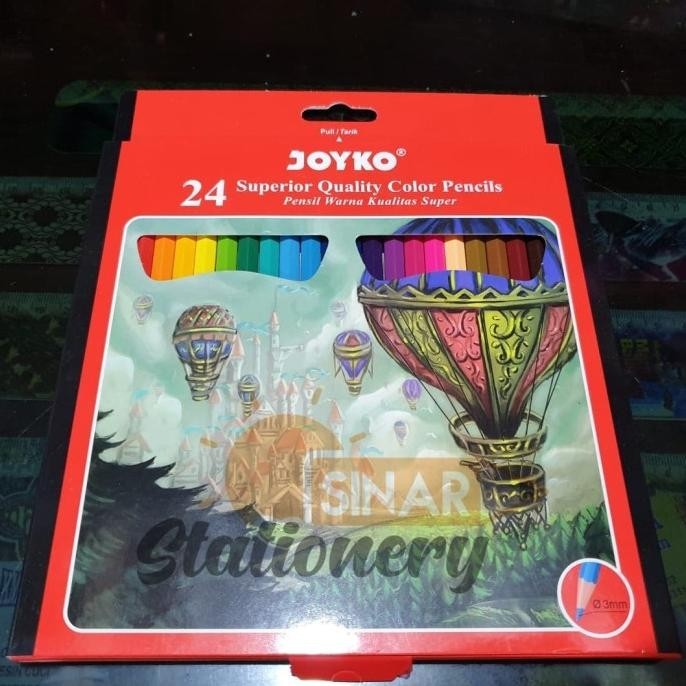 Pull / Tarik
JOYKO®
24 Superior Quality Color Pencils
Pensil Warna Kualitas Super
SINAR
Stationery
Ø 3mm